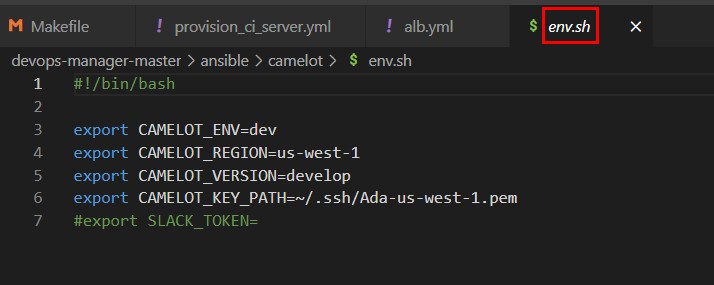 Makefile provision_ci_server.yml alb.yml env.sh
devops-manager-master > ansible > camelot > $ env.sh
1 #!/bin/bash
2
3 export CAMELOT_ENV=dev
4 export CAMELOT_REGION=us-west-1
5 export CAMELOT_VERSION=develop
6 export CAMELOT_KEY_PATH=~/.ssh/Ada-us-west-1.pem
7 #export SLACK_TOKEN=